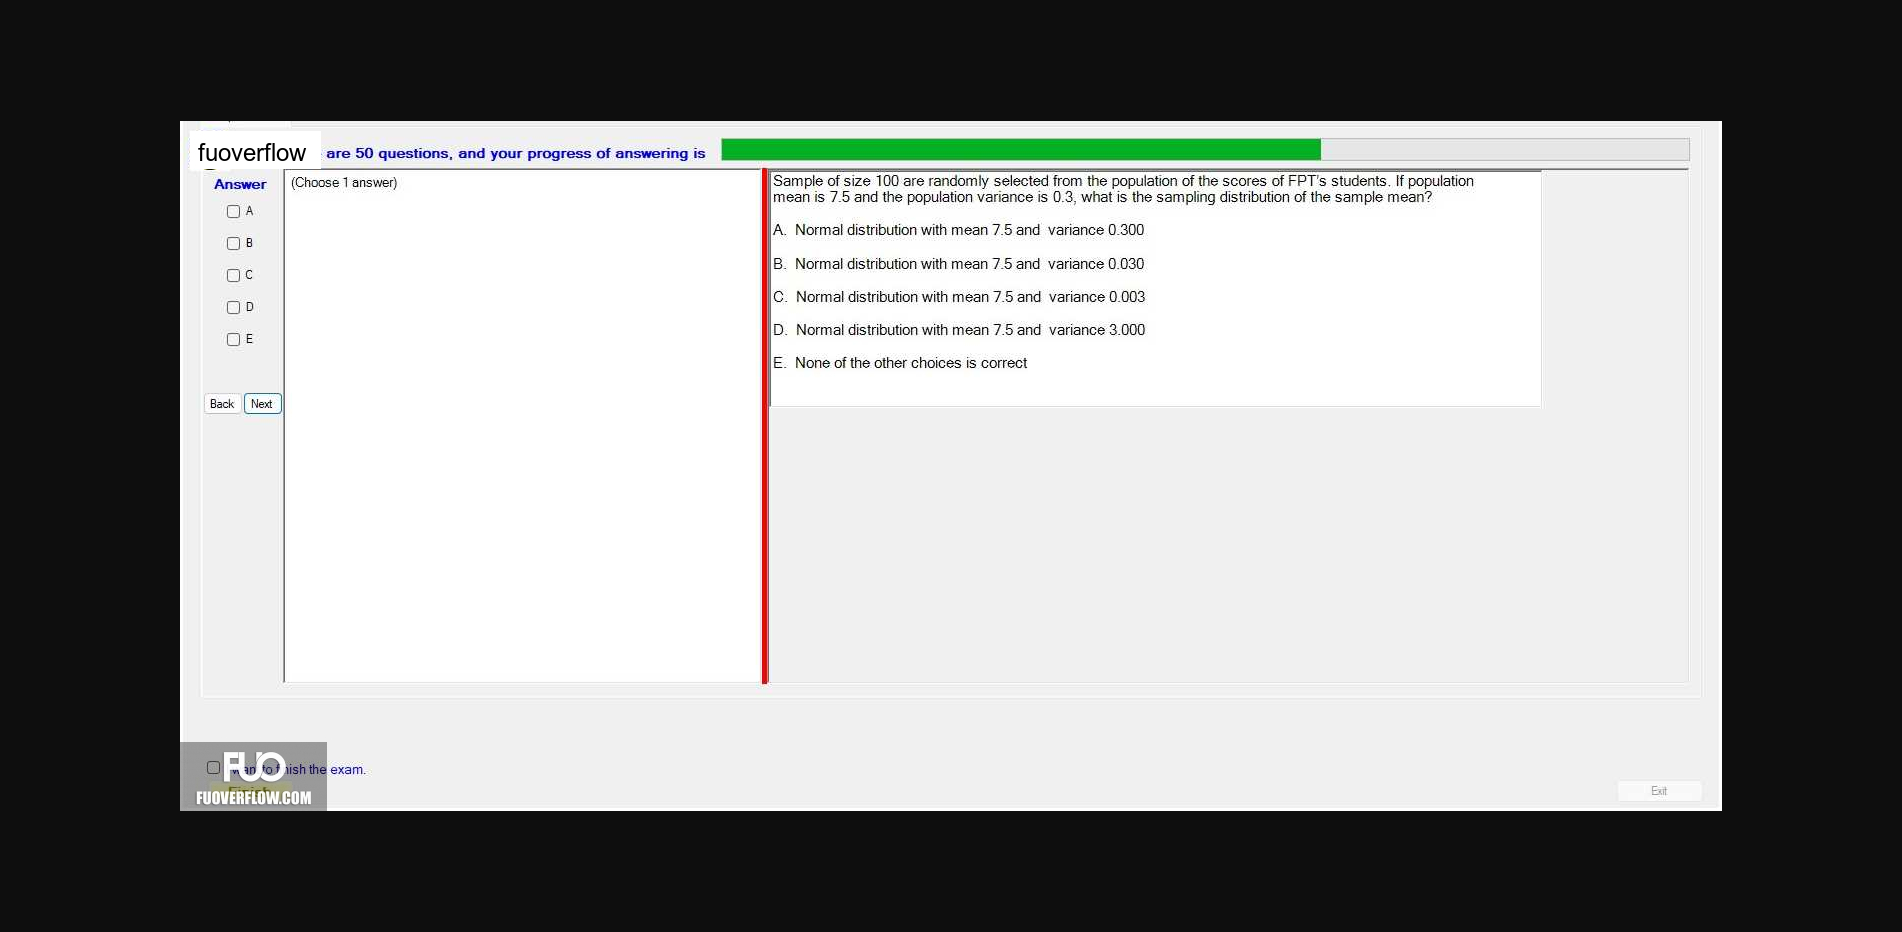 fuoverflow are 50 questions, and your progress of answering is
Answer
(Choose 1 answer)
A
B
C
D
E
Back Next
Sample of size 100 are randomly selected from the population of the scores of FPT's students. If population
mean is 7.5 and the population variance is 0.3, what is the sampling distribution of the sample mean?
A. Normal distribution with mean 7.5 and variance 0.300
B. Normal distribution with mean 7.5 and variance 0.030
C. Normal distribution with mean 7.5 and variance 0.003
D. Normal distribution with mean 7.5 and variance 3.000
E. None of the other choices is correct
FUO
the exam.
FUOVERFLOW.COM
Exit